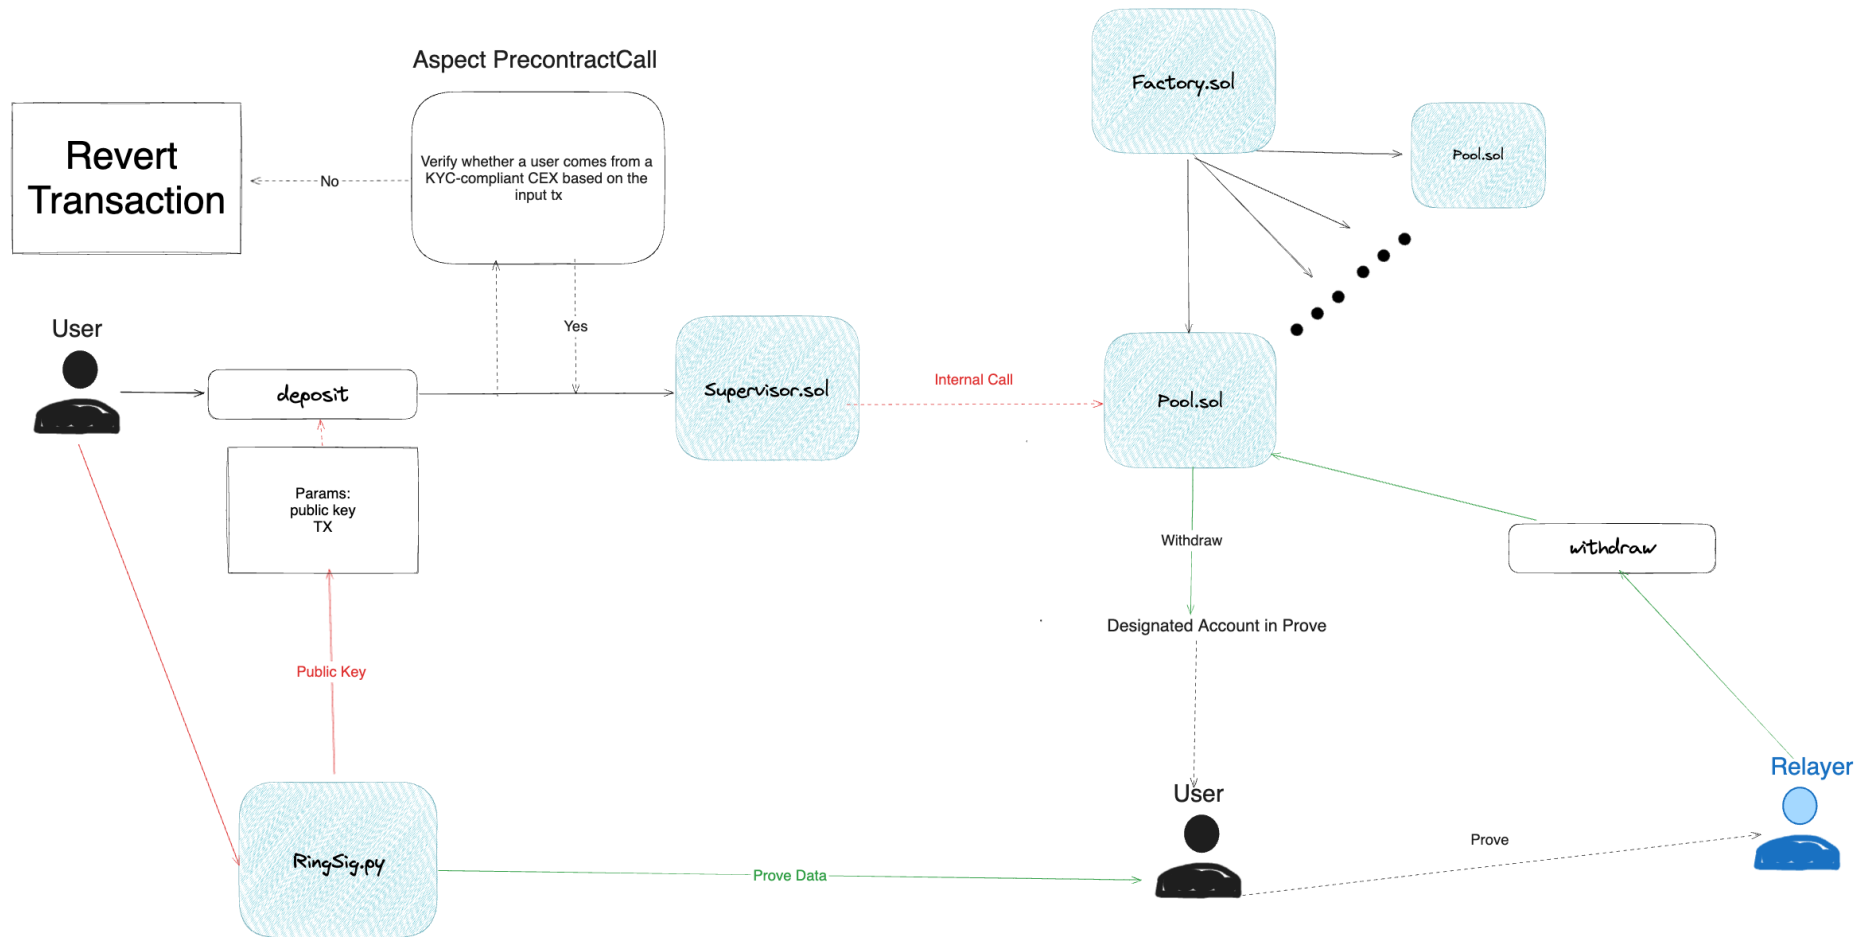 Aspect PrecontractCall
Factory.sol
Pool.sol
Revert
Transaction
No
Verify whether a user comes from a
KYC-compliant CEX based on the
input tx
Yes
User
deposit
Supervisor.sol
Internal Call
Pool.sol
Params:
public key
TX
Withdraw
withdraw
Designated Account in Prove
Public Key
Relayer
User
RingSig.py
Prove Data
Prove